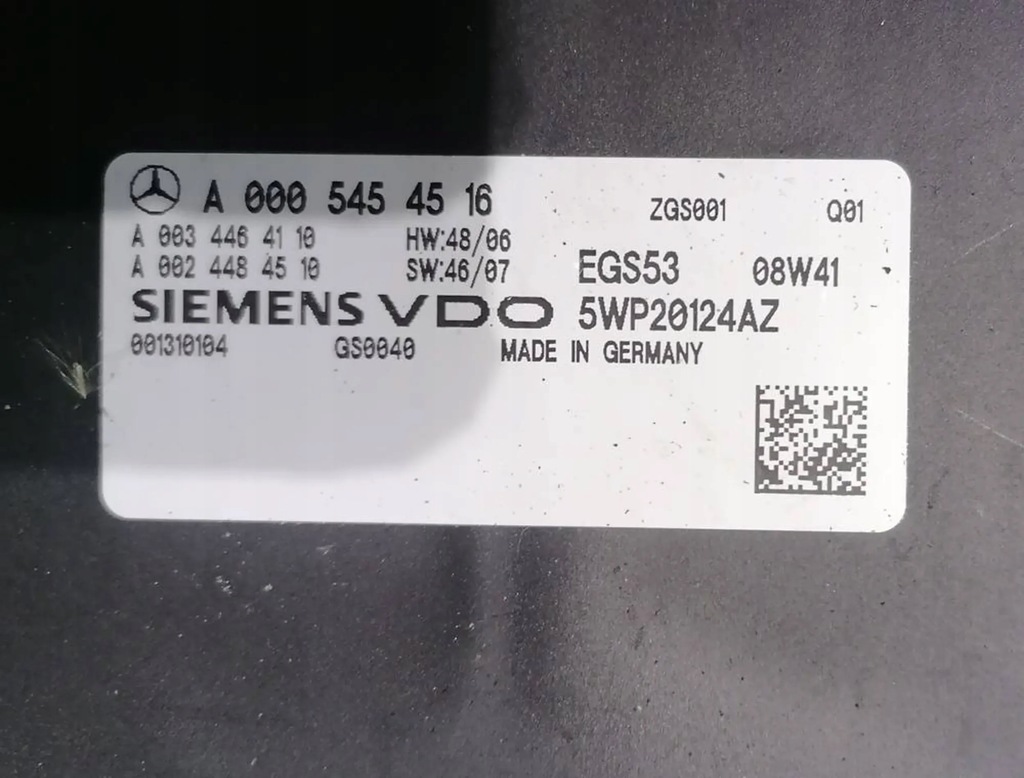 A 000 545 45 16 ZGS001 Q01
A 003 446 41 10 HW:48/06
A 002 448 45 10 SW:46/07 EGS53 08W41
SIEMENS VDO 5WP20124AZ
001310104 GS0040 MADE IN GERMANY